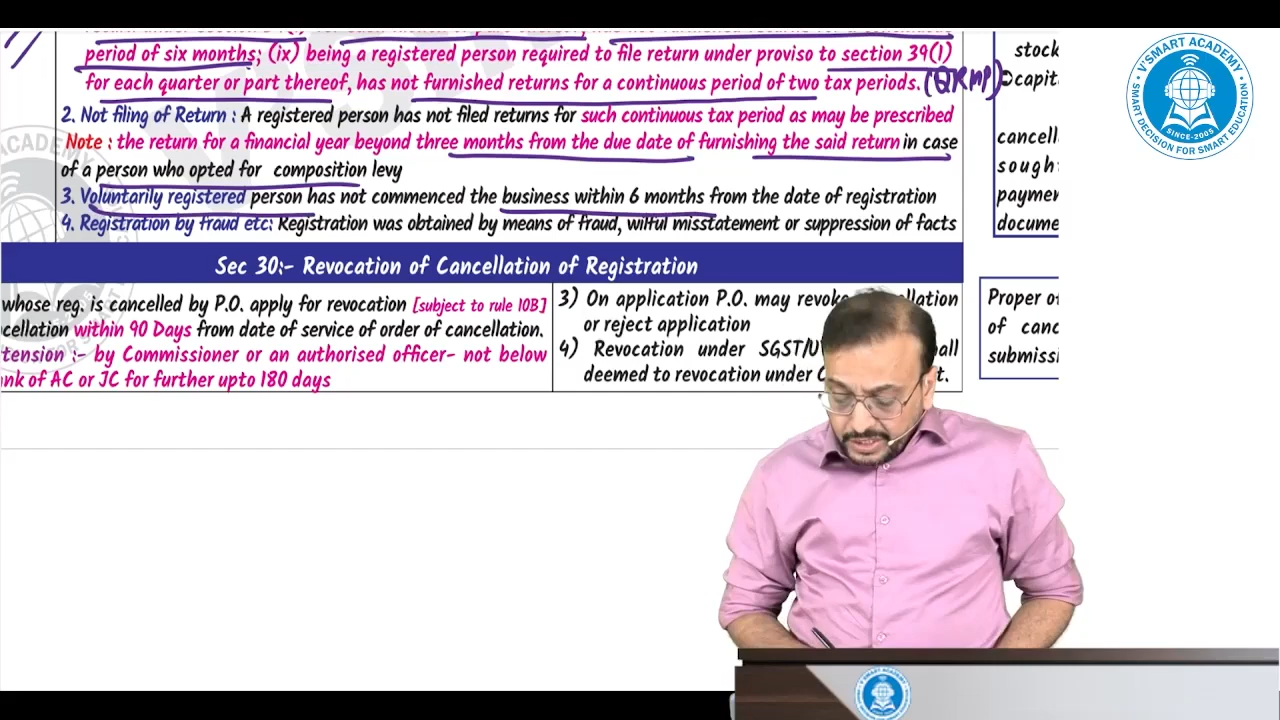 period of six months; (ix) being a registered person required to file return under proviso to section 39(1)
for each quarter or part thereof, has not furnished returns for a continuous period of two tax periods. (QRMP)
2. Not filing of Return : A registered person has not filed returns for such continuous tax period as may be prescribed
Note : the return for a financial year beyond three months from the due date of furnishing the said return in case
of a person who opted for composition levy
3. Voluntarily registered person has not commenced the business within 6 months from the date of registration
4. Registration by fraud etc: Registration was obtained by means of fraud, wilful misstatement or suppression of facts
Sec 30:- Revocation of Cancellation of Registration
whose reg. is cancelled by P.O. apply for revocation [subject to rule 10B]
cellation within 90 Days from date of service of order of cancellation.
tension :- by Commissioner or an authorised officer- not below
nk of AC or JC for further upto 180 days
3) On application P.O. may revoke llation
or reject application
4) Revocation under SGST/U all
deemed to revocation under C t.
stock
capit
cancell
sought
paymen
docume
Proper of
of canc
submissi
V'SMART ACADEMY
SMART DECISION FOR SMART EDUCATION
SINCE-2005
ACADEMY